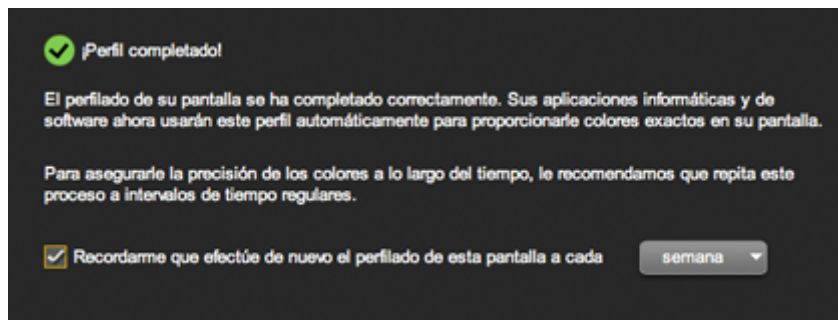 ¡Perfil completado!
El perfilado de su pantalla se ha completado correctamente. Sus aplicaciones informáticas y de
software ahora usarán este perfil automáticamente para proporcionarle colores exactos en su pantalla.
Para asegurarle la precisión de los colores a lo largo del tiempo, le recomendamos que repita este
proceso a intervalos de tiempo regulares.
Recordarme que efectúe de nuevo el perfilado de esta pantalla a cada semana